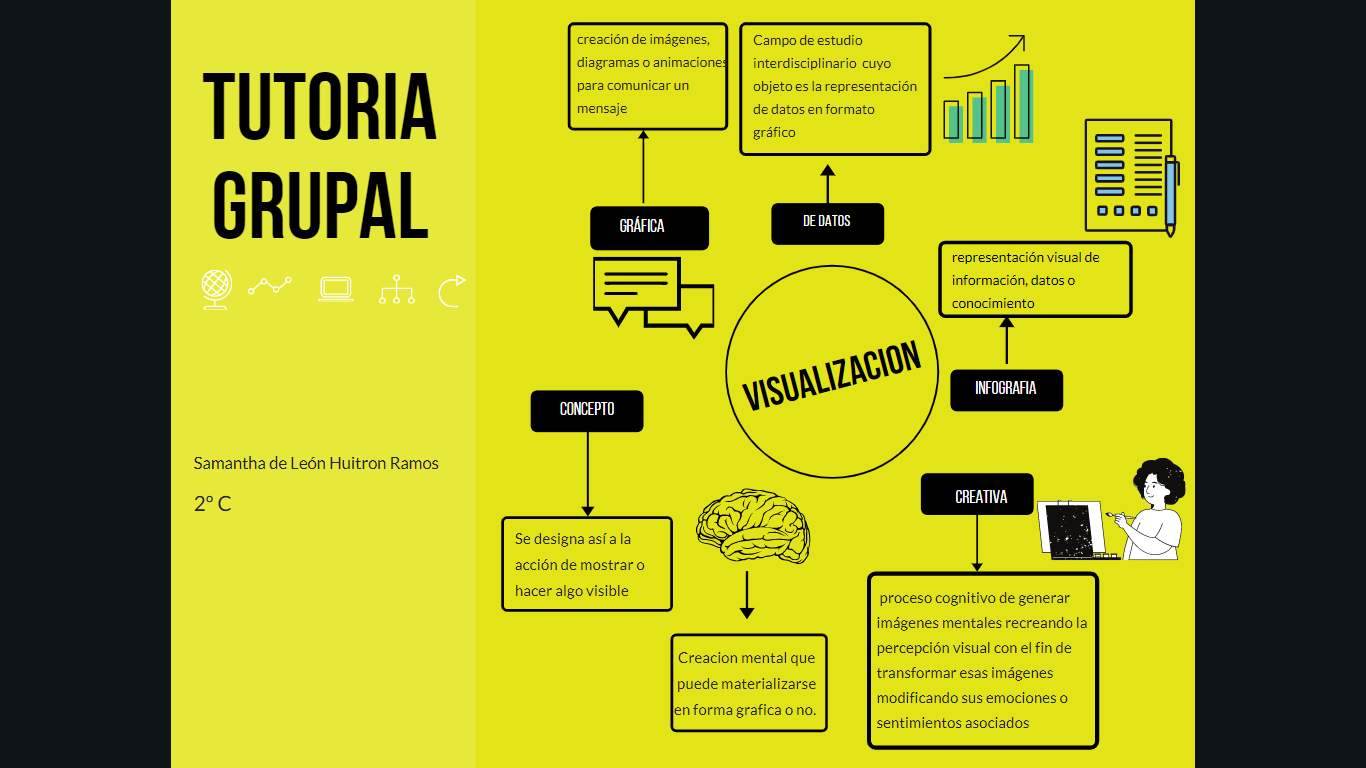 TUTORIA
GRUPAL
Samantha de León Huitron Ramos
2º C
creación de imágenes,
diagramas o animaciones
para comunicar un
mensaje
GRÁFICA
Campo de estudio
interdisciplinario cuyo
objeto es la representación
de datos en formato
gráfico
DE DATOS
representación visual de
información, datos o
conocimiento
INFOGRAFIA
VISUALIZACION
CONCEPTO
Se designa así a la
acción de mostrar o
hacer algo visible
Creacion mental que
puede materializarse
en forma grafica o no.
CREATIVA
proceso cognitivo de generar
imágenes mentales recreando la
percepción visual con el fin de
transformar esas imágenes
modificando sus emociones o
sentimientos asociados